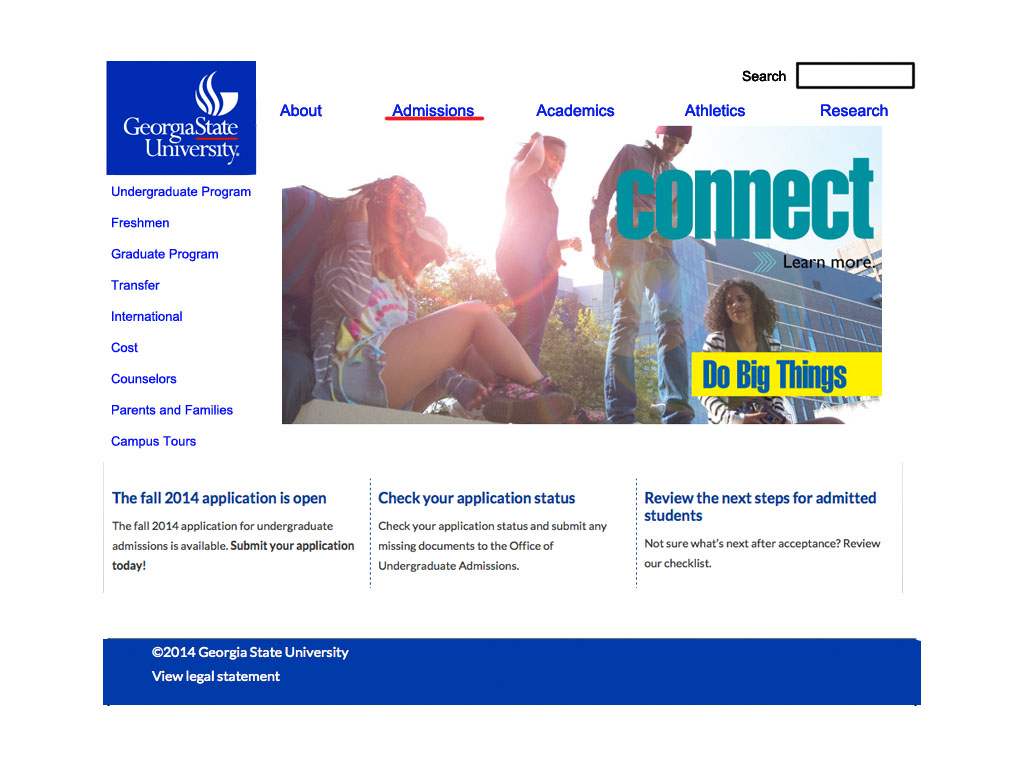 Search
About Admissions Academics Athletics Research
GeorgiaState
University.
Undergraduate Program
Freshmen
Graduate Program
Transfer
International
Cost
Counselors
Parents and Families
Campus Tours
connect
Learn more.
Do Big Things
The fall 2014 application is open
The fall 2014 application for undergraduate
admissions is available. Submit your application
today!
Check your application status
Check your application status and submit any
missing documents to the Office of
Undergraduate Admissions.
Review the next steps for admitted
students
Not sure what's next after acceptance? Review
our checklist.
©2014 Georgia State University
View legal statement